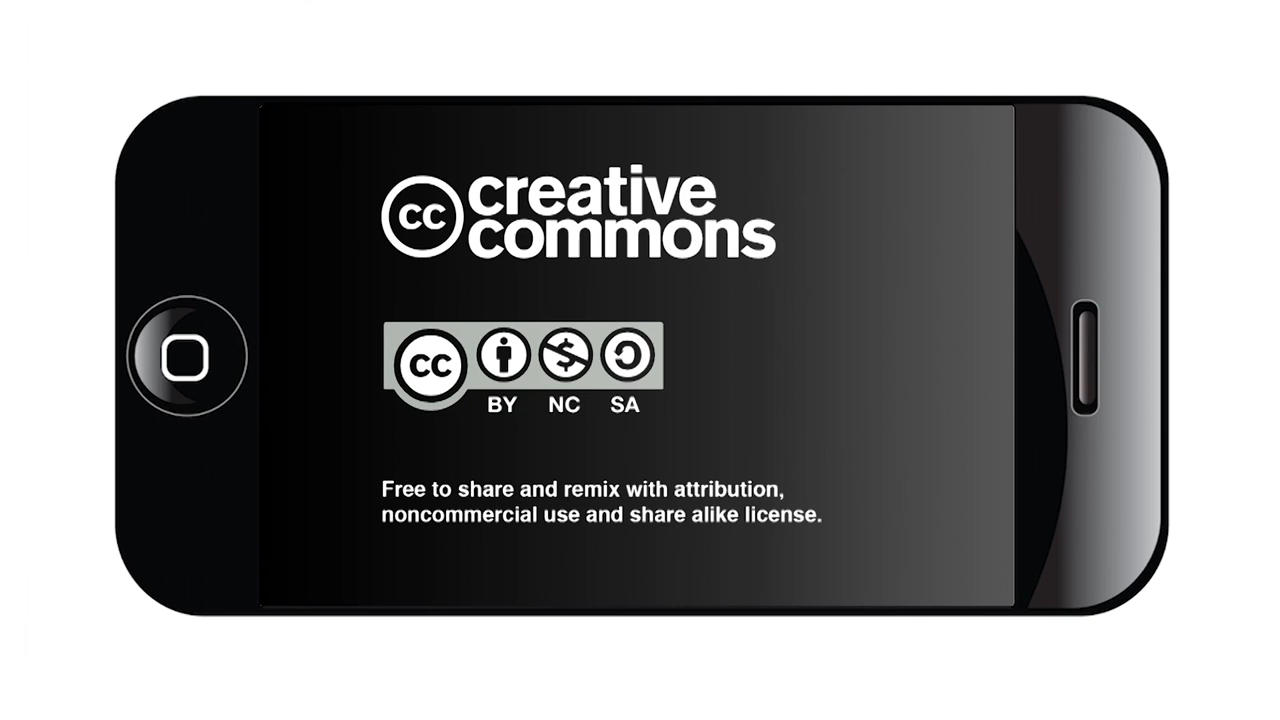 cc creative
commons
cc
BY NC SA
Free to share and remix with attribution,
noncommercial use and share alike license.